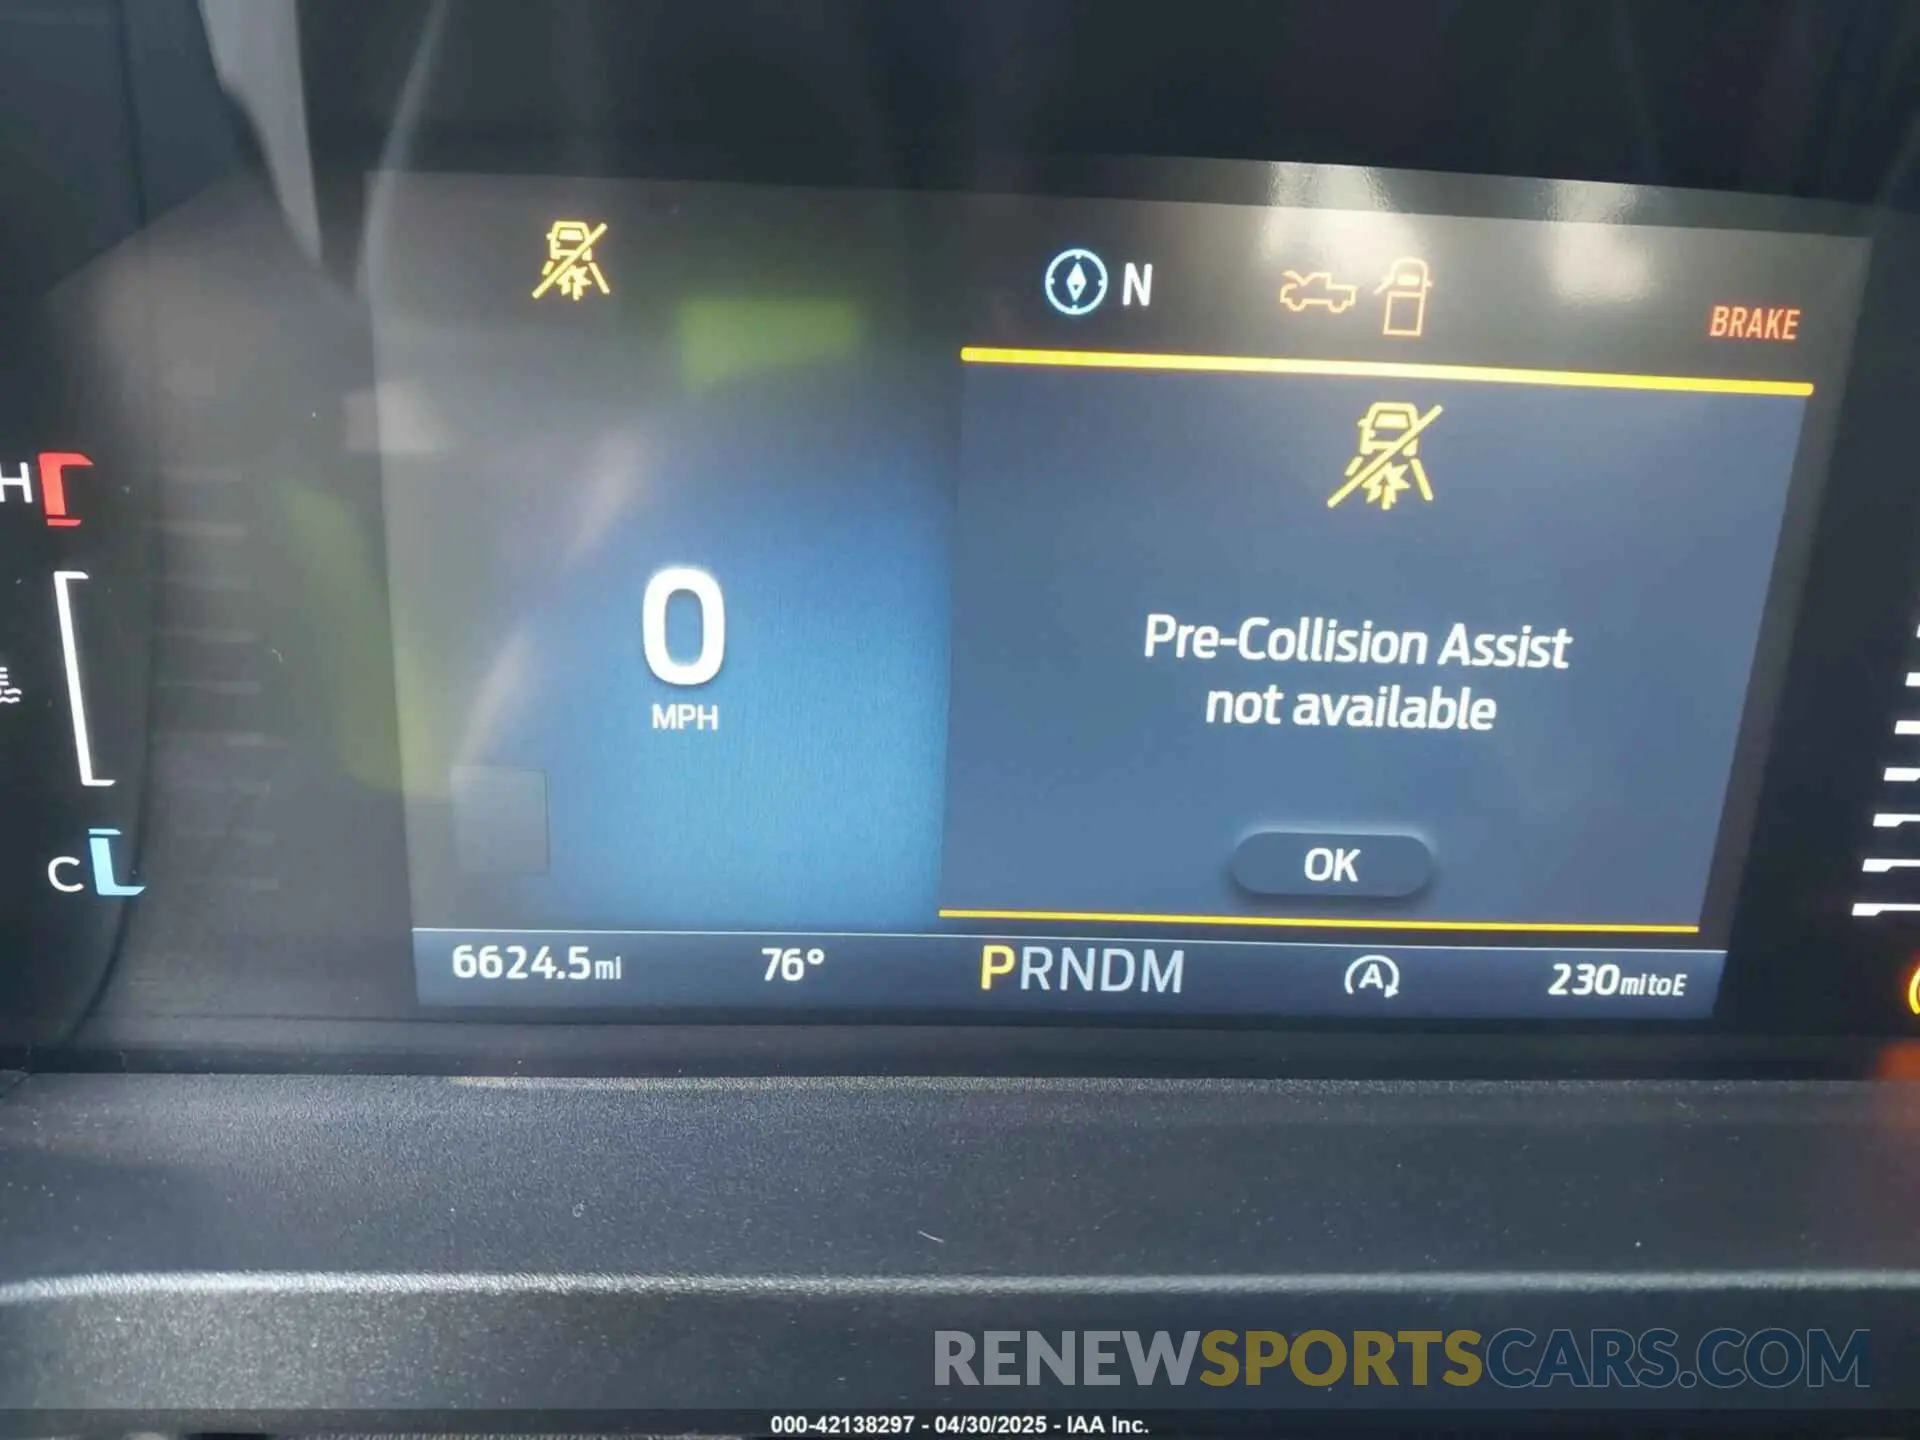 N
BRAKE
H
Pre-Collision Assist
not available
0
MPH
OK
C
6624.5mi 76° PRNDM A 230mitoE
RENEWSPORTSCARS.COM
000-42138297 - 04/30/2025 - IAA Inc.